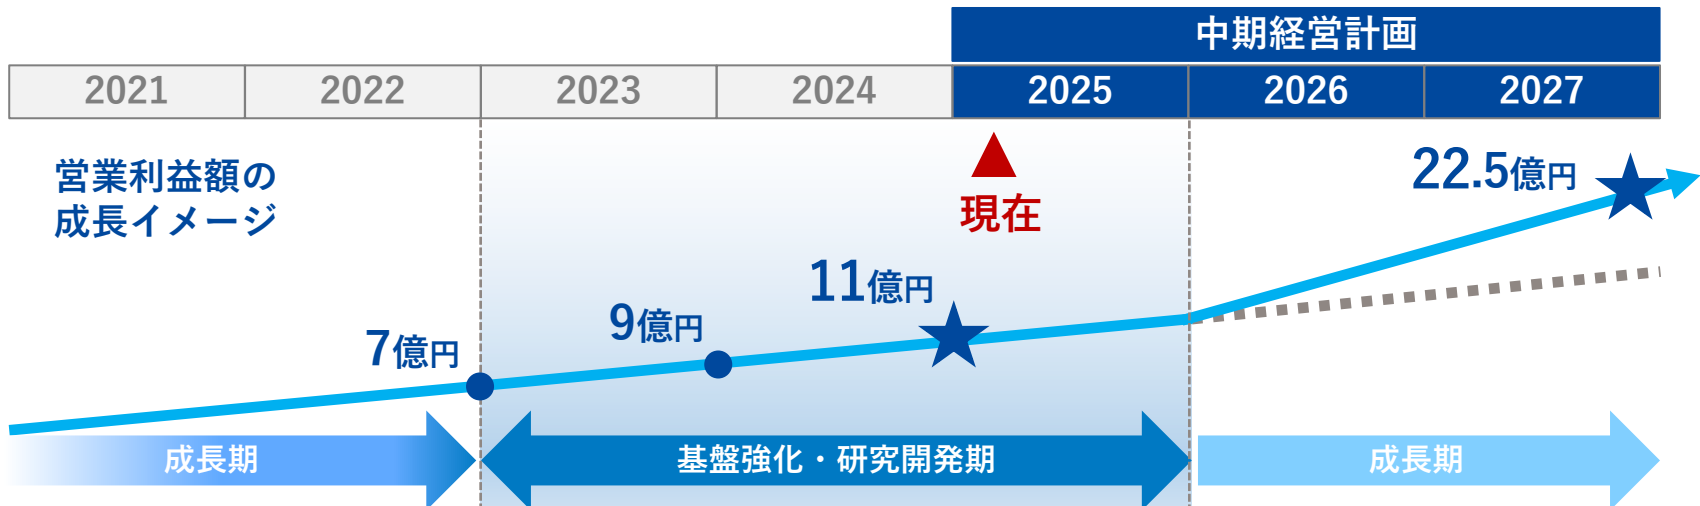 中期経営計画
2021
2022
2023
2024
2025
2026
2027
営業利益額の
成長イメージ
現在
22.5億円
11億円
9億円
7億円
成長期
基盤強化・研究開発期
成長期